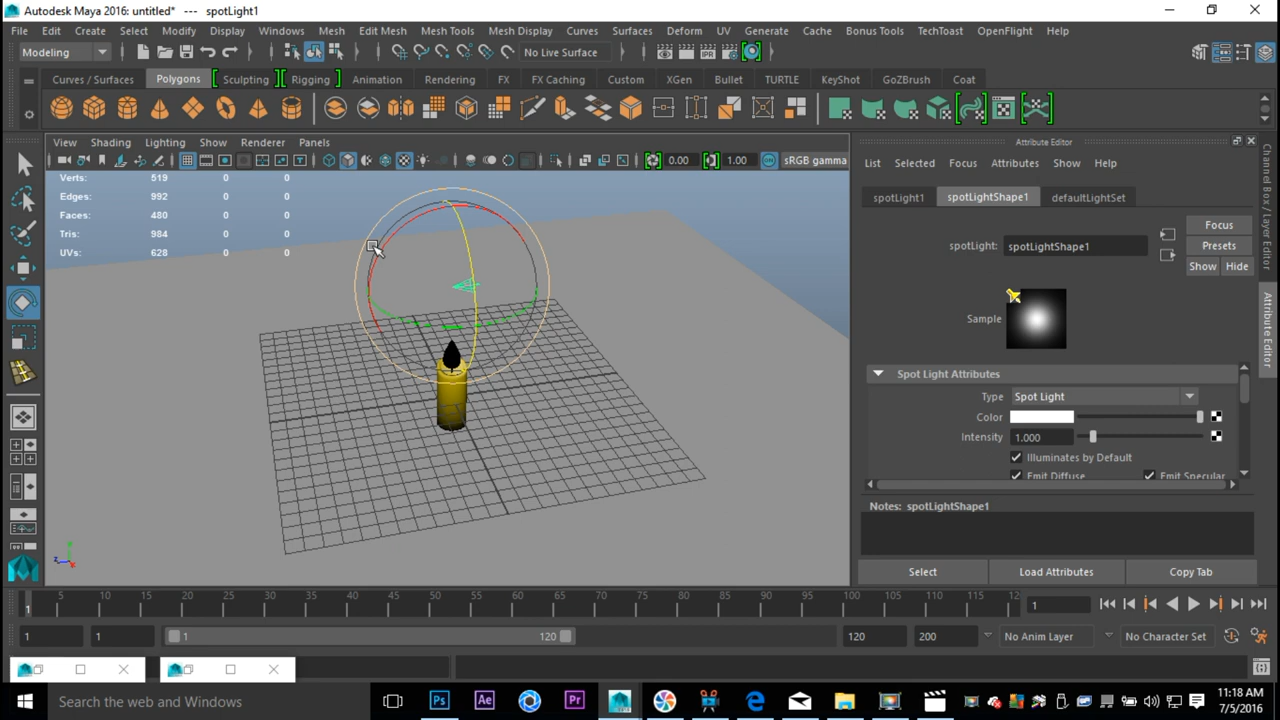 Autodesk Maya 2016: untitled* --- spotLight1
File Edit Create Select Modify Display Windows Mesh Edit Mesh Mesh Tools Mesh Display Curves Surfaces Deform UV Generate Cache Bonus Tools TechToast OpenFlight Help
Modeling No Live Surface
Curves / Surfaces Polygons Sculpting Rigging Animation Rendering FX FX Caching Custom XGen Bullet TURTLE KeyShot GoZBrush Coat
View Shading Lighting Show Renderer Panels
0.00 1.00 sRGB gamma
Verts: 519 0 0
Edges: 992 0 0
Faces: 480 0 0
Tris: 984 0 0
UVs: 628 0 0
Attribute Editor
List Selected Focus Attributes Show Help
spotLight1 spotLightShape1 defaultLightSet
Focus
spotLight: spotLightShape1 Presets
Show Hide
Sample
Spot Light Attributes
Type Spot Light
Color
Intensity 1.000
Illuminates by Default
Emit Diffuse Emit Specular
Notes: spotLightShape1
Select Load Attributes Copy Tab
Channel Box / Layer Editor
Attribute Editor
y
z x
1 5 10 15 20 25 30 35 40 45 50 55 60 65 70 75 80 85 90 95 100 105 110 115 12 1
1 1 1 120 120 200 No Anim Layer No Character Set
Search the web and Windows
Ps Ae Pr
11:18 AM
7/5/2016